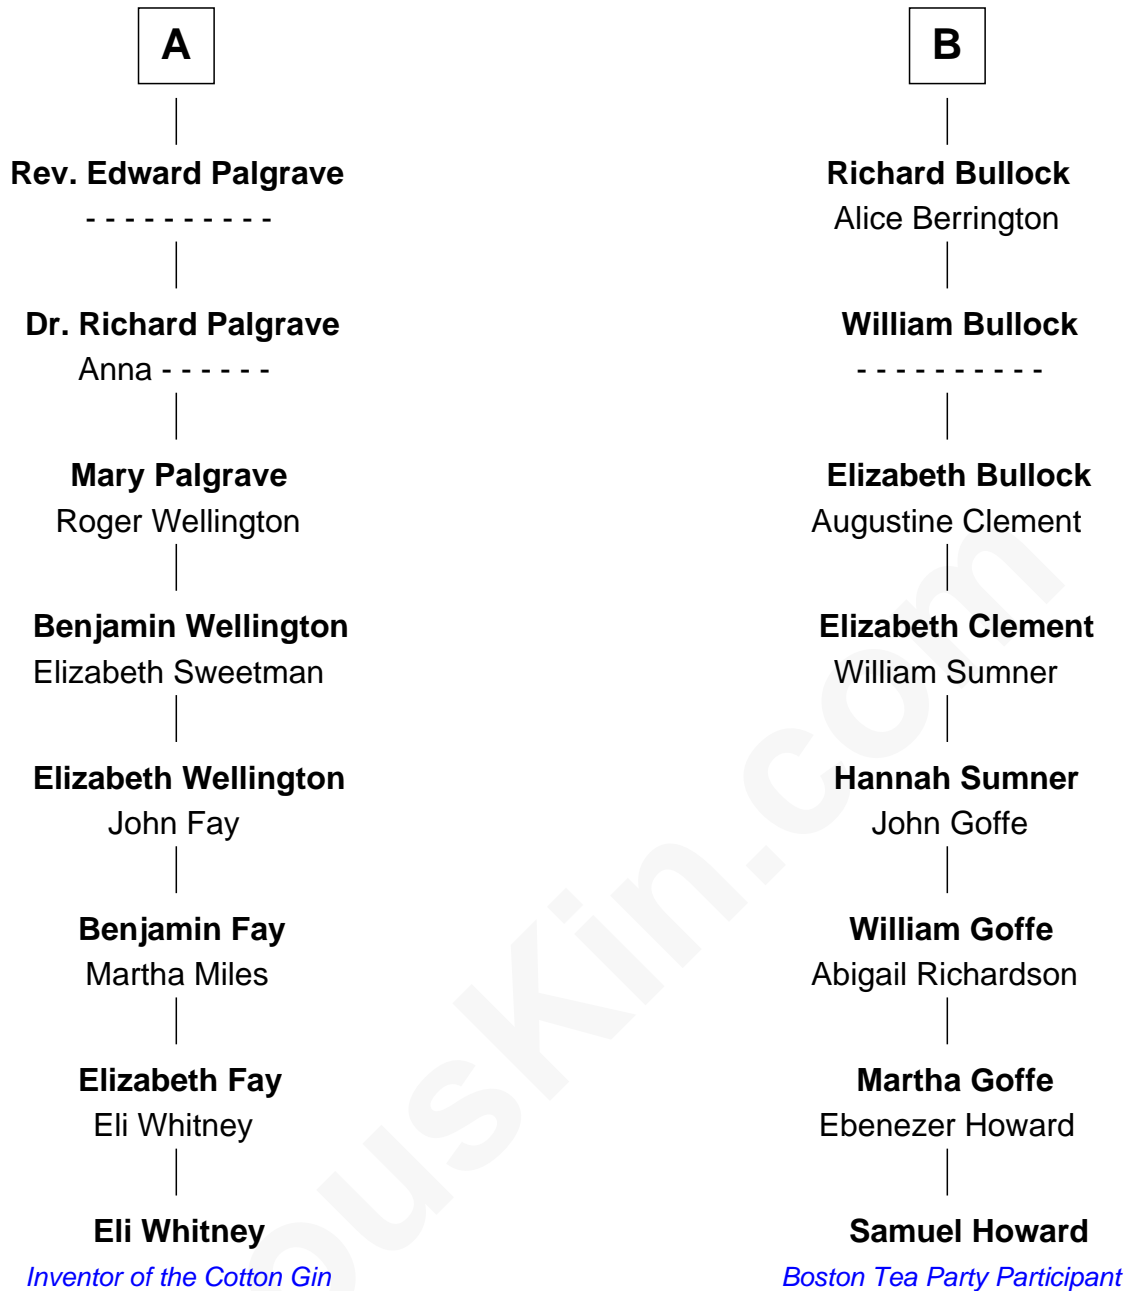 A
Rev. Edward Palgrave
- - - - - - - - - -
Dr. Richard Palgrave
Anna - - - - - -
Mary Palgrave
Roger Wellington
Benjamin Wellington
Elizabeth Sweetman
Elizabeth Wellington
John Fay
Benjamin Fay
Martha Miles
Elizabeth Fay
Eli Whitney
Eli Whitney
Inventor of the Cotton Gin
B
Richard Bullock
Alice Berrington
William Bullock
- - - - - - - - - -
Elizabeth Bullock
Augustine Clement
Elizabeth Clement
William Sumner
Hannah Sumner
John Goffe
William Goffe
Abigail Richardson
Martha Goffe
Ebenezer Howard
Samuel Howard
Boston Tea Party Participant
ouskin.com